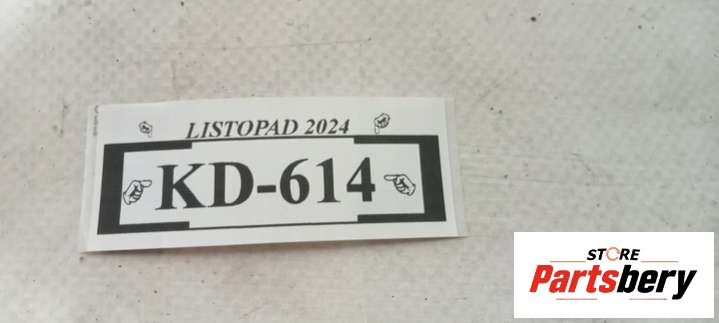 LISTOPAD 2024
KD-614
STORE
Partsbery